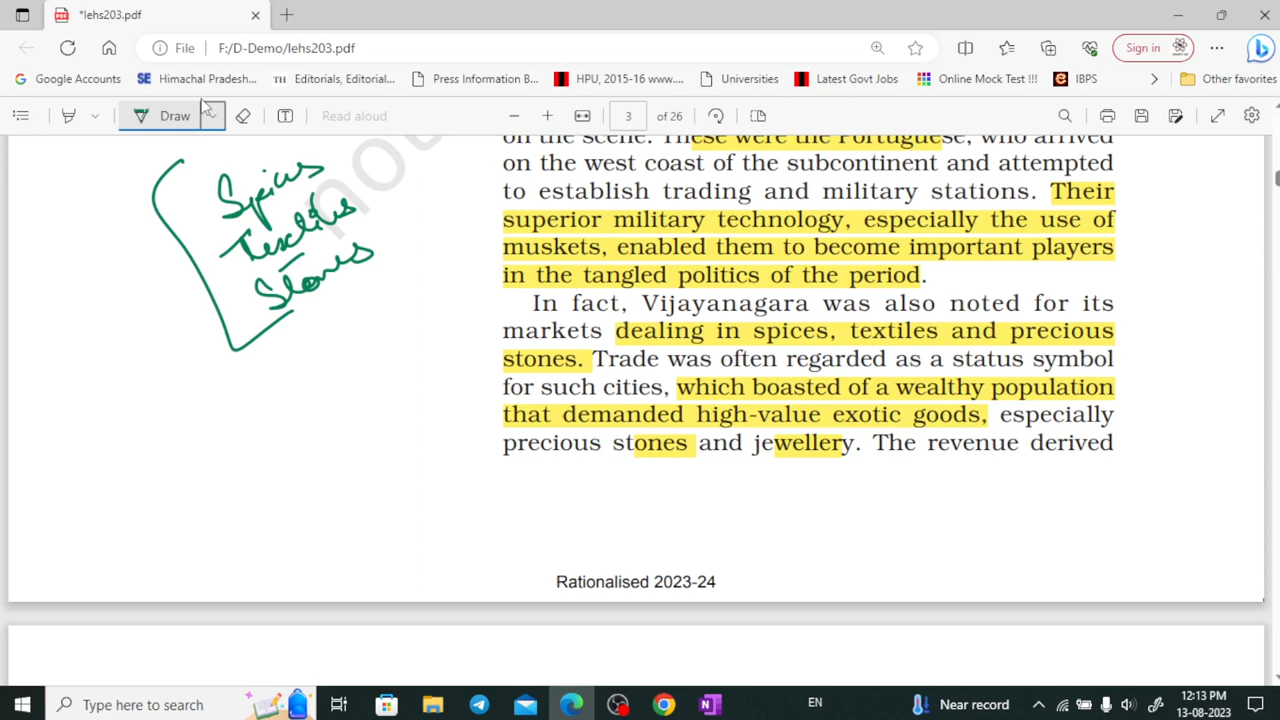 *lehs203.pdf
File F:/D-Demo/lehs203.pdf Sign in
Google Accounts SE Himachal Pradesh... TH Editorials, Editorial... Press Information B... HPU, 2015-16 www.... Universities Latest Govt Jobs Online Mock Test !!! IBPS Other favorites
Draw Read aloud 3 of 26
on the scene. These were the Portuguese, who arrived
on the west coast of the subcontinent and attempted
to establish trading and military stations. Their
superior military technology, especially the use of
muskets, enabled them to become important players
in the tangled politics of the period.
In fact, Vijayanagara was also noted for its
markets dealing in spices, textiles and precious
stones. Trade was often regarded as a status symbol
for such cities, which boasted of a wealthy population
that demanded high-value exotic goods, especially
precious stones and jewellery. The revenue derived
Spices
Textiles
Stones
not
Rationalised 2023-24
Type here to search EN Near record 12:13 PM
13-08-2023